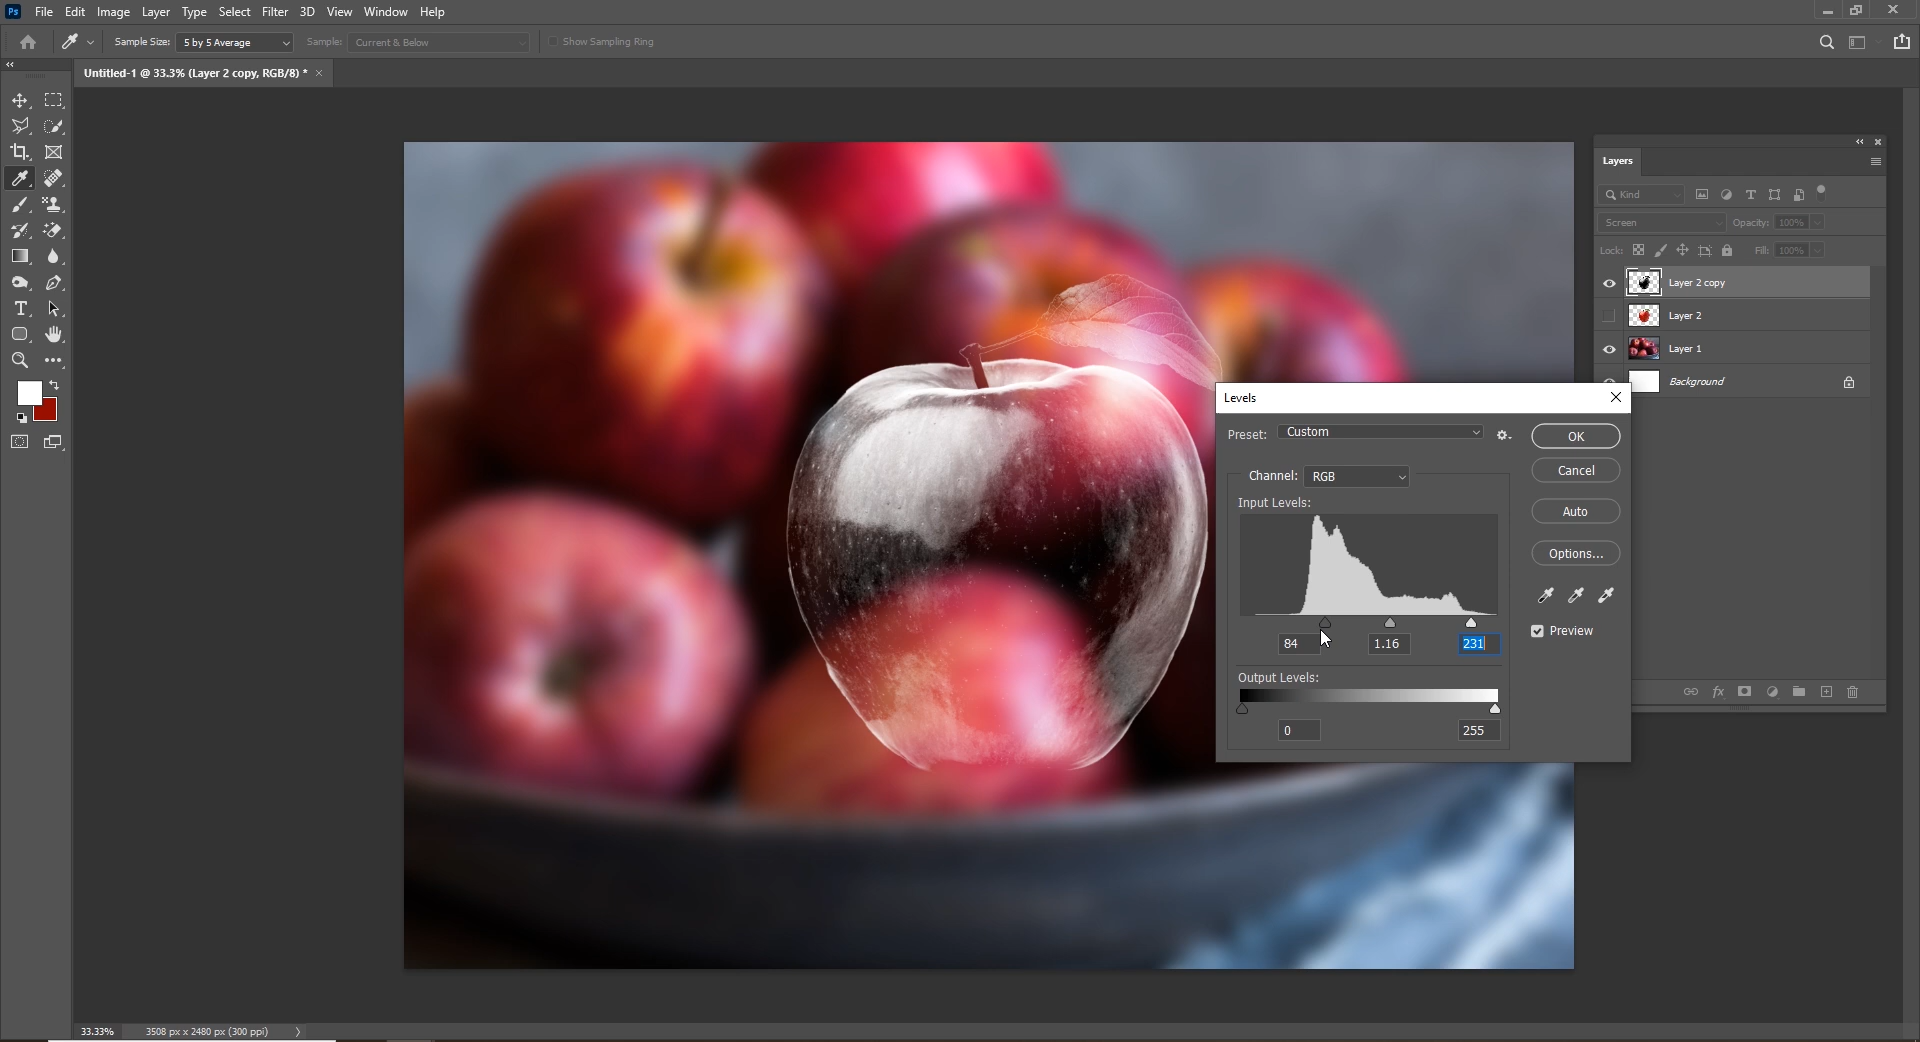 Ps File Edit Image Layer Type Select Filter 3D View Window Help
Sample Size: 5 by 5 Average Sample: Current & Below Show Sampling Ring
Untitled-1 @ 33.3% (Layer 2 copy, RGB/8) *
Layers
Kind
Screen Opacity: 100%
Lock: Fill: 100%
Layer 2 copy
Layer 2
Layer 1
Background
Levels
Preset: Custom
OK
Cancel
Channel: RGB
Input Levels:
Auto
Options...
84 1.16 231
Preview
Output Levels:
0 255
fx
33.33% 3508 px x 2480 px (300 ppi)